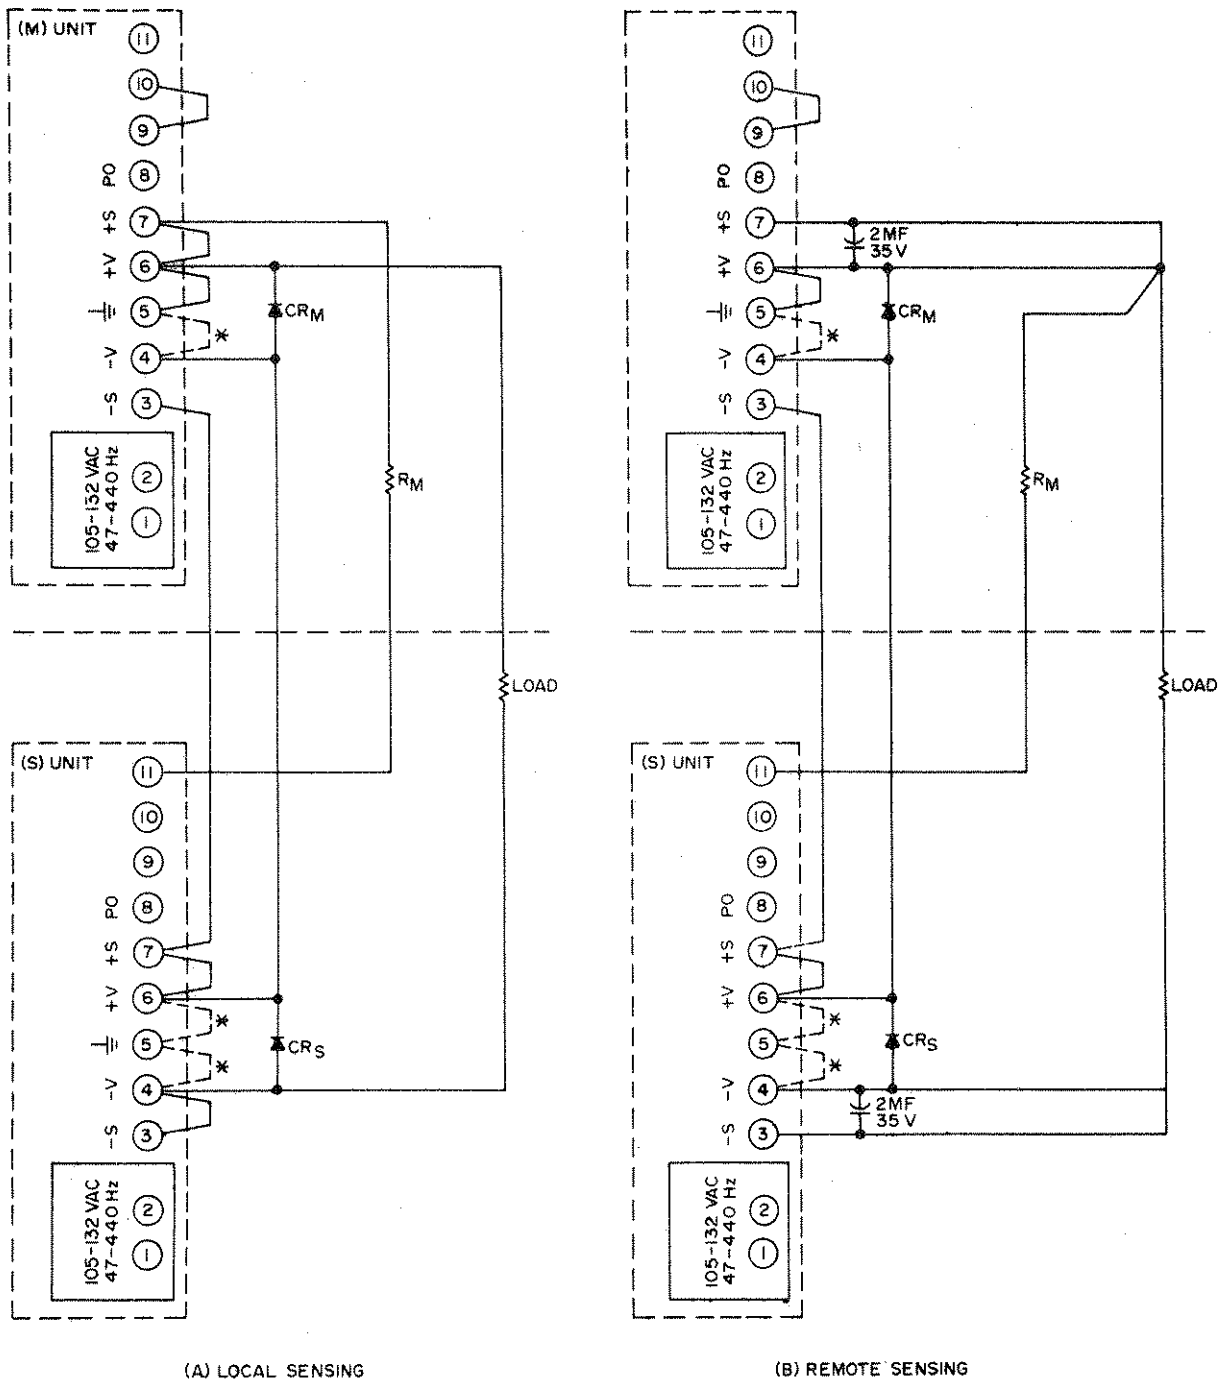 (M) UNIT
11
10
9
PO 8
+S 7
+V 6
5
-V 4
-S 3
*
CRM
RM
105-132 VAC
47-440 Hz
2
1
LOAD
(S) UNIT
11
10
9
PO 8
+S 7
+V 6
*
5
*
CRS
-V 4
-S 3
105-132 VAC
47-440 Hz
2
1
(A) LOCAL SENSING
11
10
9
PO 8
+S 7
2MF
35V
+V 6
5
CRM
*
-V 4
-S 3
RM
105-132 VAC
47-440 Hz
2
1
LOAD
(S) UNIT
11
10
9
PO 8
+S 7
+V 6
*
5
*
CRS
-V 4
2MF
35V
-S 3
105-132 VAC
47-440 Hz
2
1
(B) REMOTE SENSING